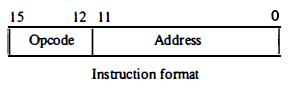 15 12 11 0
Opcode Address
Instruction format